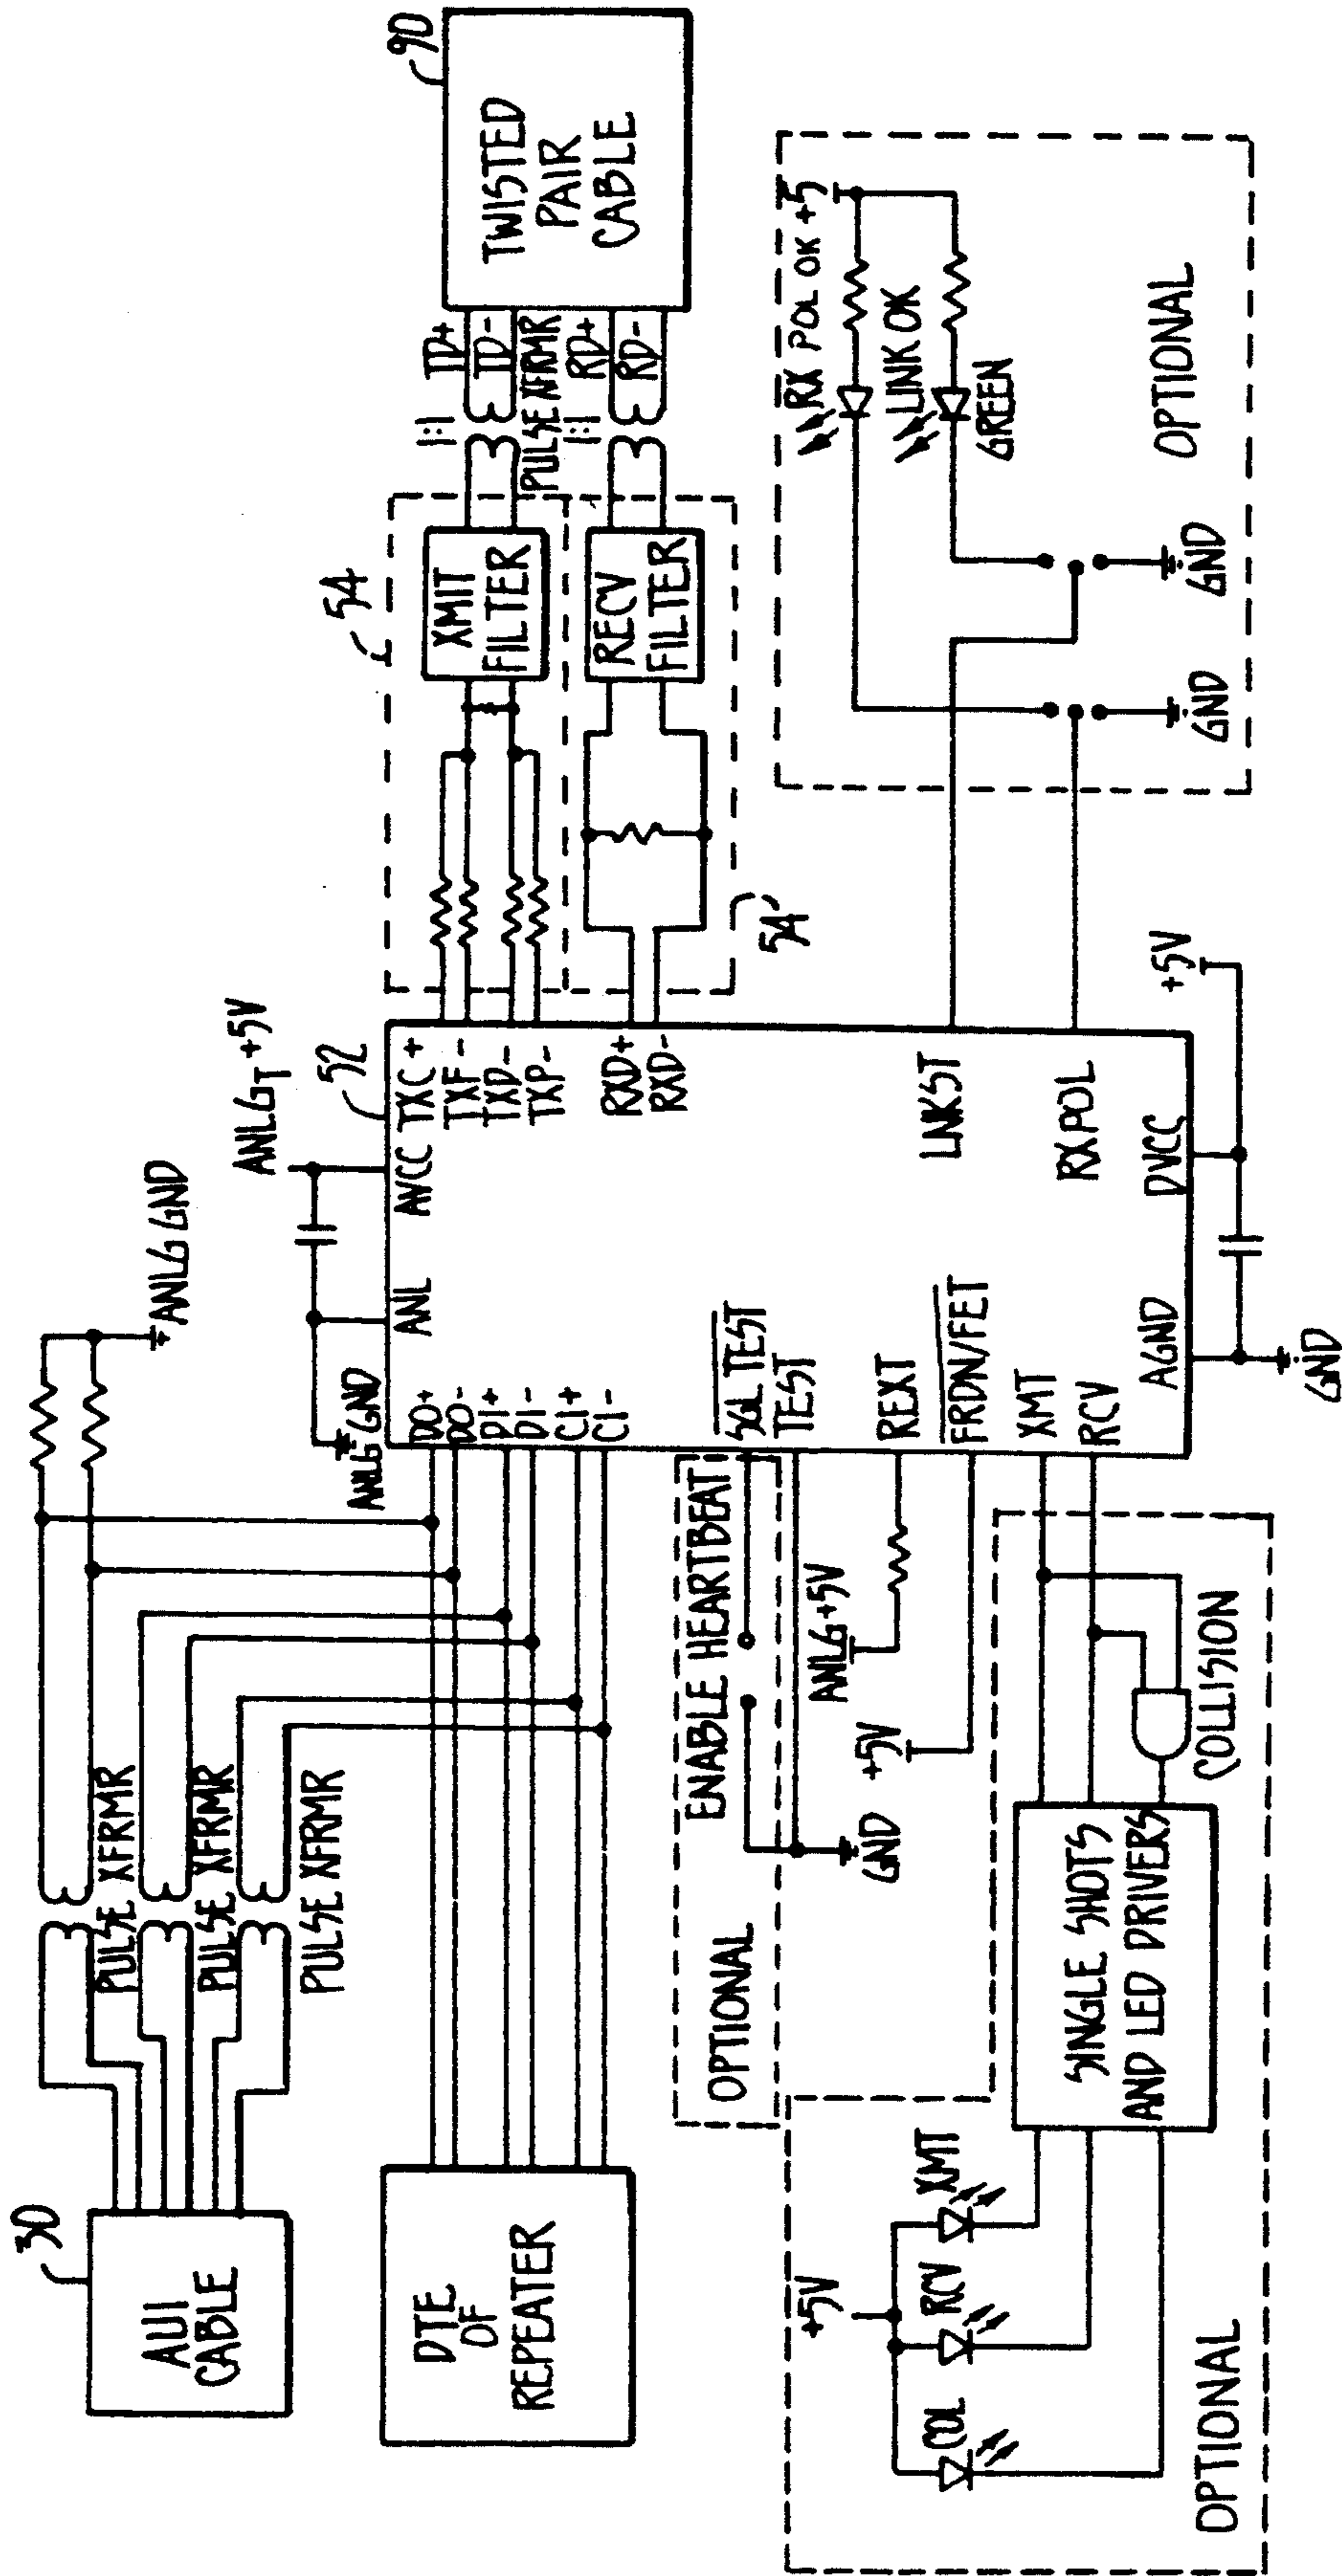 30
AUI
CABLE
PULSE XFRMR
PULSE XFRMR
PULSE XFRMR
ANLG GND
DTE
OF
REPEATER
ANLG GND
ANLGT +5V
52
ANL
AVCC
DO+
DO-
DI+
DI-
CI+
CI-
SQL TEST
TEST
REXT
FRDN/FET
XMT
RCV
AGND
DVCC
TXC+
TXF-
TXD-
TXP-
RXD+
RXD-
LNKST
RXPOL
GND
+5V
54
XMIT
FILTER
RECV
FILTER
54'
1:1
TD+
TD-
PULSE XFRMR
1:1
RD+
RD-
90
TWISTED
PAIR
CABLE
RX POL OK +5
LINK OK
GREEN
GND
GND
OPTIONAL
ENABLE HEARTBEAT
OPTIONAL
ANLG+5V
+5V
GND
COLLISION
SINGLE SHOTS
AND LED DRIVERS
+5V
COL
RCV
XMT
OPTIONAL